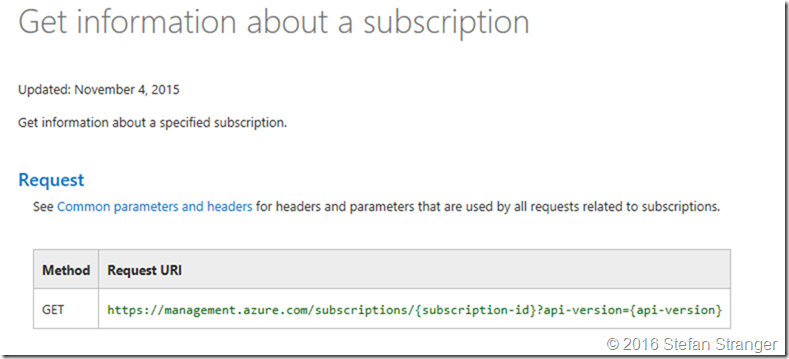 Get information about a subscription
Updated: November 4, 2015
Get information about a specified subscription.
Request
See Common parameters and headers for headers and parameters that are used by all requests related to subscriptions.
Method Request URI
GET https://management.azure.com/subscriptions/{subscription-id}?api-version={api-version}
© 2016 Stefan Stranger